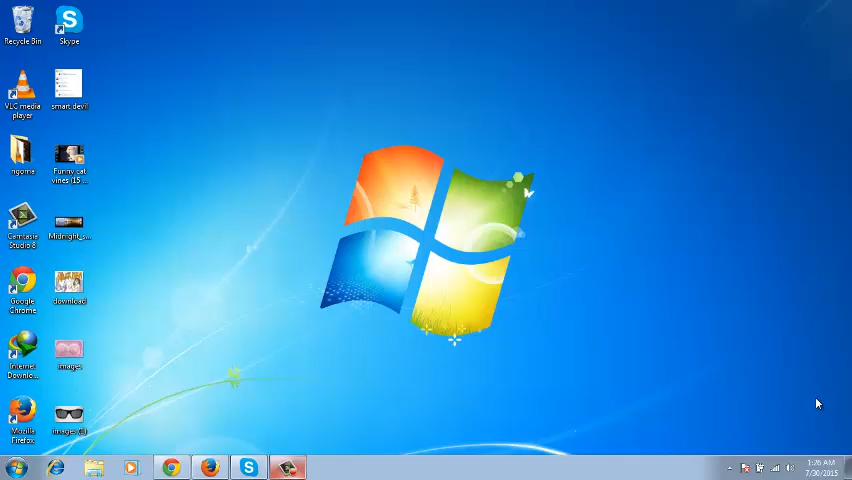 Recycle Bin
Skype
VLC media
player
smart devil
ngoma
Funny cat
vines (15 ...
Camtasia
Studio 8
Midnight_s...
Google
Chrome
download
Internet
Downlo...
images
Mozilla
Firefox
images (1)
1:26 AM
7/30/2015